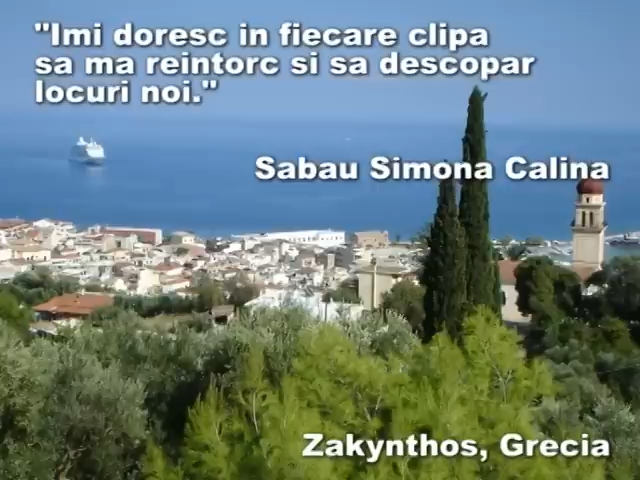 "Imi doresc in fiecare clipa
sa ma reintorc si sa descopar
locuri noi."
Sabau Simona Calina
Zakynthos, Grecia